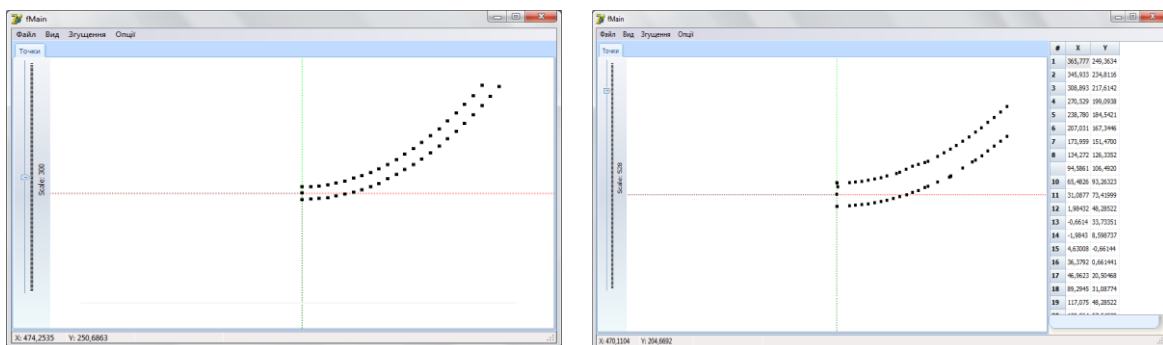 fMain
Файл Вид Згущення Опції
Точки
Scale: 300
X: 474,2535 Y: 250,6863
fMain
Файл Вид Згущення Опції
Точки
Scale: 528
# X Y
1 365,777 249,3634
2 345,933 234,8116
3 308,893 217,6142
4 270,529 199,0938
5 238,780 184,5421
6 207,031 167,3446
7 173,959 151,4700
8 134,272 126,3352
94,5861 106,4920
10 65,4826 93,26323
11 31,0877 73,41999
12 1,98432 48,28522
13 -0,6614 33,73351
14 -1,9843 8,598737
15 4,63008 -0,66144
16 36,3792 0,661441
17 46,9623 20,50468
18 89,2945 31,08774
19 117,075 48,28522
X: 470,1104 Y: 204,6692